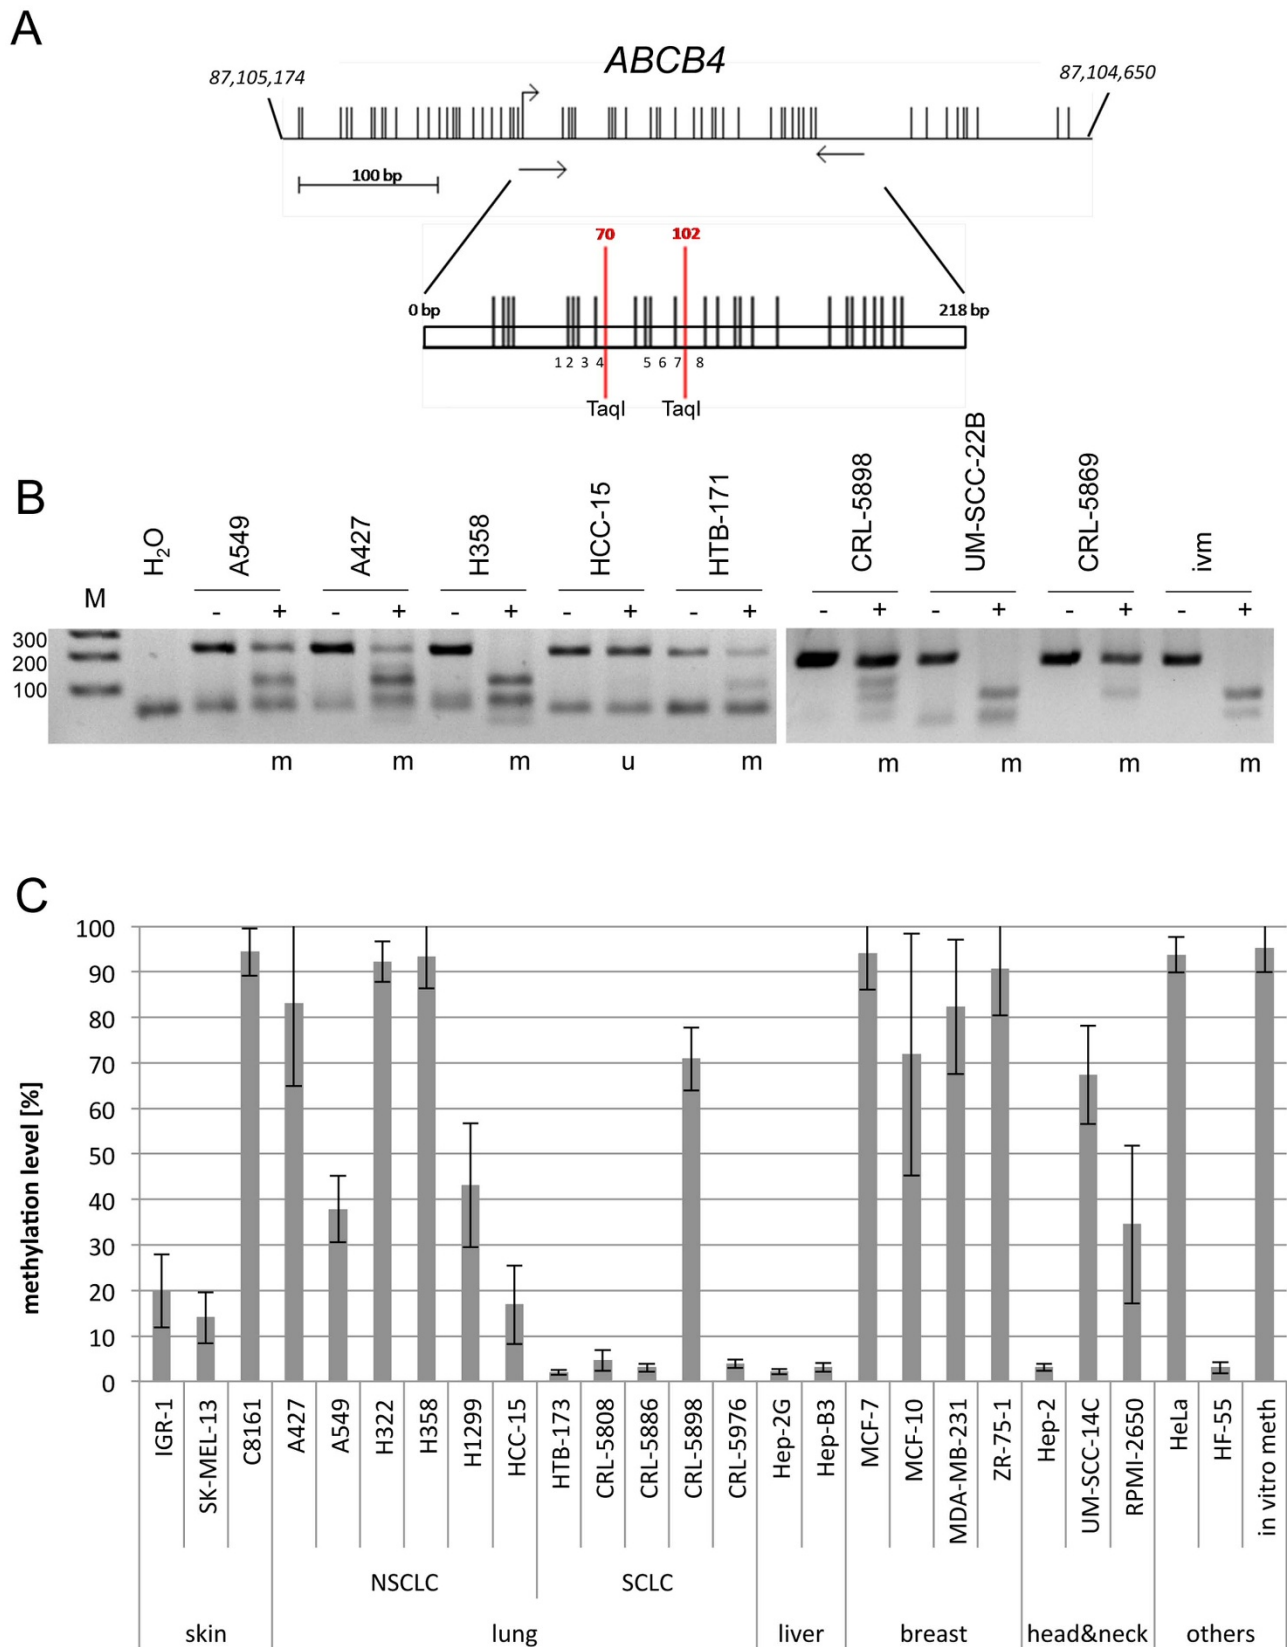 A
ABCB4
87,105,174
87,104,650
100 bp
70 102
0 bp
218 bp
1 2 3 4 5 6 7 8
TaqI TaqI
B
H₂O A549 A427 H358 HCC-15 HTB-171 CRL-5898 UM-SCC-22B CRL-5869 ivm
M - + - + - + - + - + - + - + - + - +
300
200
100
m m m u m m m m m
C
methylation level [%]
100
90
80
70
60
50
40
30
20
10
0
IGR-1 SK-MEL-13 C8161 A427 A549 H322 H358 H1299 HCC-15 HTB-173 CRL-5808 CRL-5886 CRL-5898 CRL-5976 Hep-2G Hep-B3 MCF-7 MCF-10 MDA-MB-231 ZR-75-1 Hep-2 UM-SCC-14C RPMI-2650 HeLa HF-55 in vitro meth
NSCLC SCLC
skin lung liver breast head&neck others